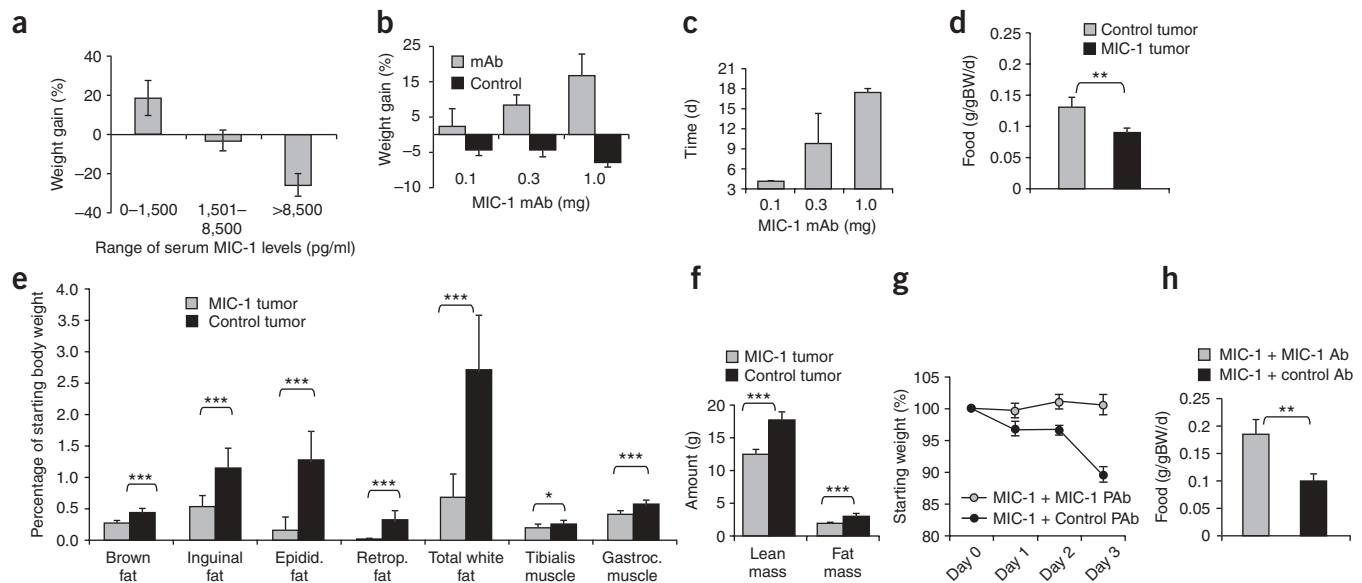 a
40
20
0
–20
–40
Weight gain (%)
0–1,500
1,501–
8,500
>8,500
Range of serum MIC-1 levels (pg/ml)
b
25
15
5
–5
–10
Weight gain (%)
mAb
Control
0.1
0.3
1.0
MIC-1 mAb (mg)
c
21
18
15
12
9
6
3
Time (d)
0.1
0.3
1.0
MIC-1 mAb (mg)
d
Control tumor
MIC-1 tumor
0.25
0.2
0.15
0.1
0.05
0
Food (g/gBW/d)
**
e
4.0
3.5
3.0
2.5
2.0
1.5
1.0
0.5
0.0
Percentage of starting body weight
MIC-1 tumor
Control tumor
***
***
***
***
***
*
***
Brown
fat
Inguinal
fat
Epidid.
fat
Retrop.
fat
Total white
fat
Tibialis
muscle
Gastroc.
muscle
f
MIC-1 tumor
Control tumor
20
15
10
5
0
Amount (g)
***
***
Lean
mass
Fat
mass
g
105
100
95
90
85
80
Starting weight (%)
MIC-1 + MIC-1 PAb
MIC-1 + Control PAb
Day 0
Day 1
Day 2
Day 3
h
MIC-1 + MIC-1 Ab
MIC-1 + control Ab
0.25
0.2
0.15
0.1
0.05
0
Food (g/gBW/d)
**